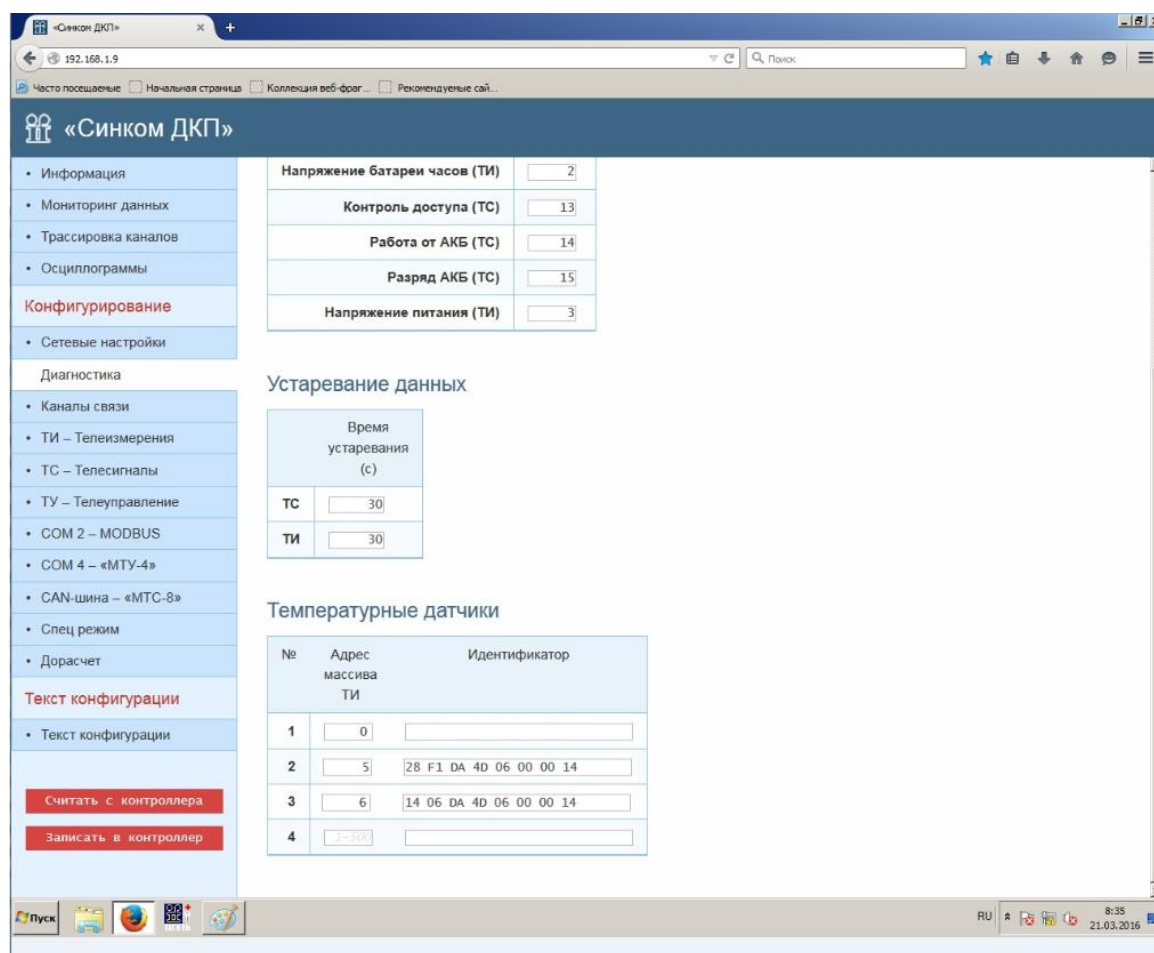 «Синком ДКП»
192.168.1.9
Поиск
Часто посещаемые Начальная страница Коллекция веб-фраг... Рекомендуемые сай...
«Синком ДКП»
• Информация
• Мониторинг данных
• Трассировка каналов
• Осциллограммы
Конфигурирование
• Сетевые настройки
Диагностика
• Каналы связи
• ТИ – Телеизмерения
• ТС – Телесигналы
• ТУ – Телеуправление
• COM 2 – MODBUS
• COM 4 – «МТУ-4»
• CAN-шина – «МТС-8»
• Спец режим
• Дорасчет
Текст конфигурации
• Текст конфигурации
Считать с контроллера
Записать в контроллер
Напряжение батареи часов (ТИ) 2
Контроль доступа (ТС) 13
Работа от АКБ (ТС) 14
Разряд АКБ (ТС) 15
Напряжение питания (ТИ) 3
Устаревание данных
Время
устаревания
(с)
ТС 30
ТИ 30
Температурные датчики
№ Адрес Идентификатор
массива
ТИ
1 0
2 5 28 F1 DA 4D 06 00 00 14
3 6 14 06 DA 4D 06 00 00 14
4 1-500
Пуск
RU
8:35
21.03.2016